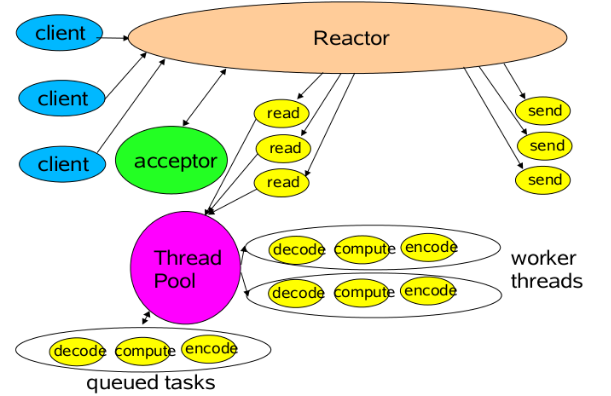 client
Reactor
client
client
acceptor
read
read
read
send
send
send
Thread
Pool
decode compute encode
decode compute encode
worker
threads
decode compute encode
queued tasks